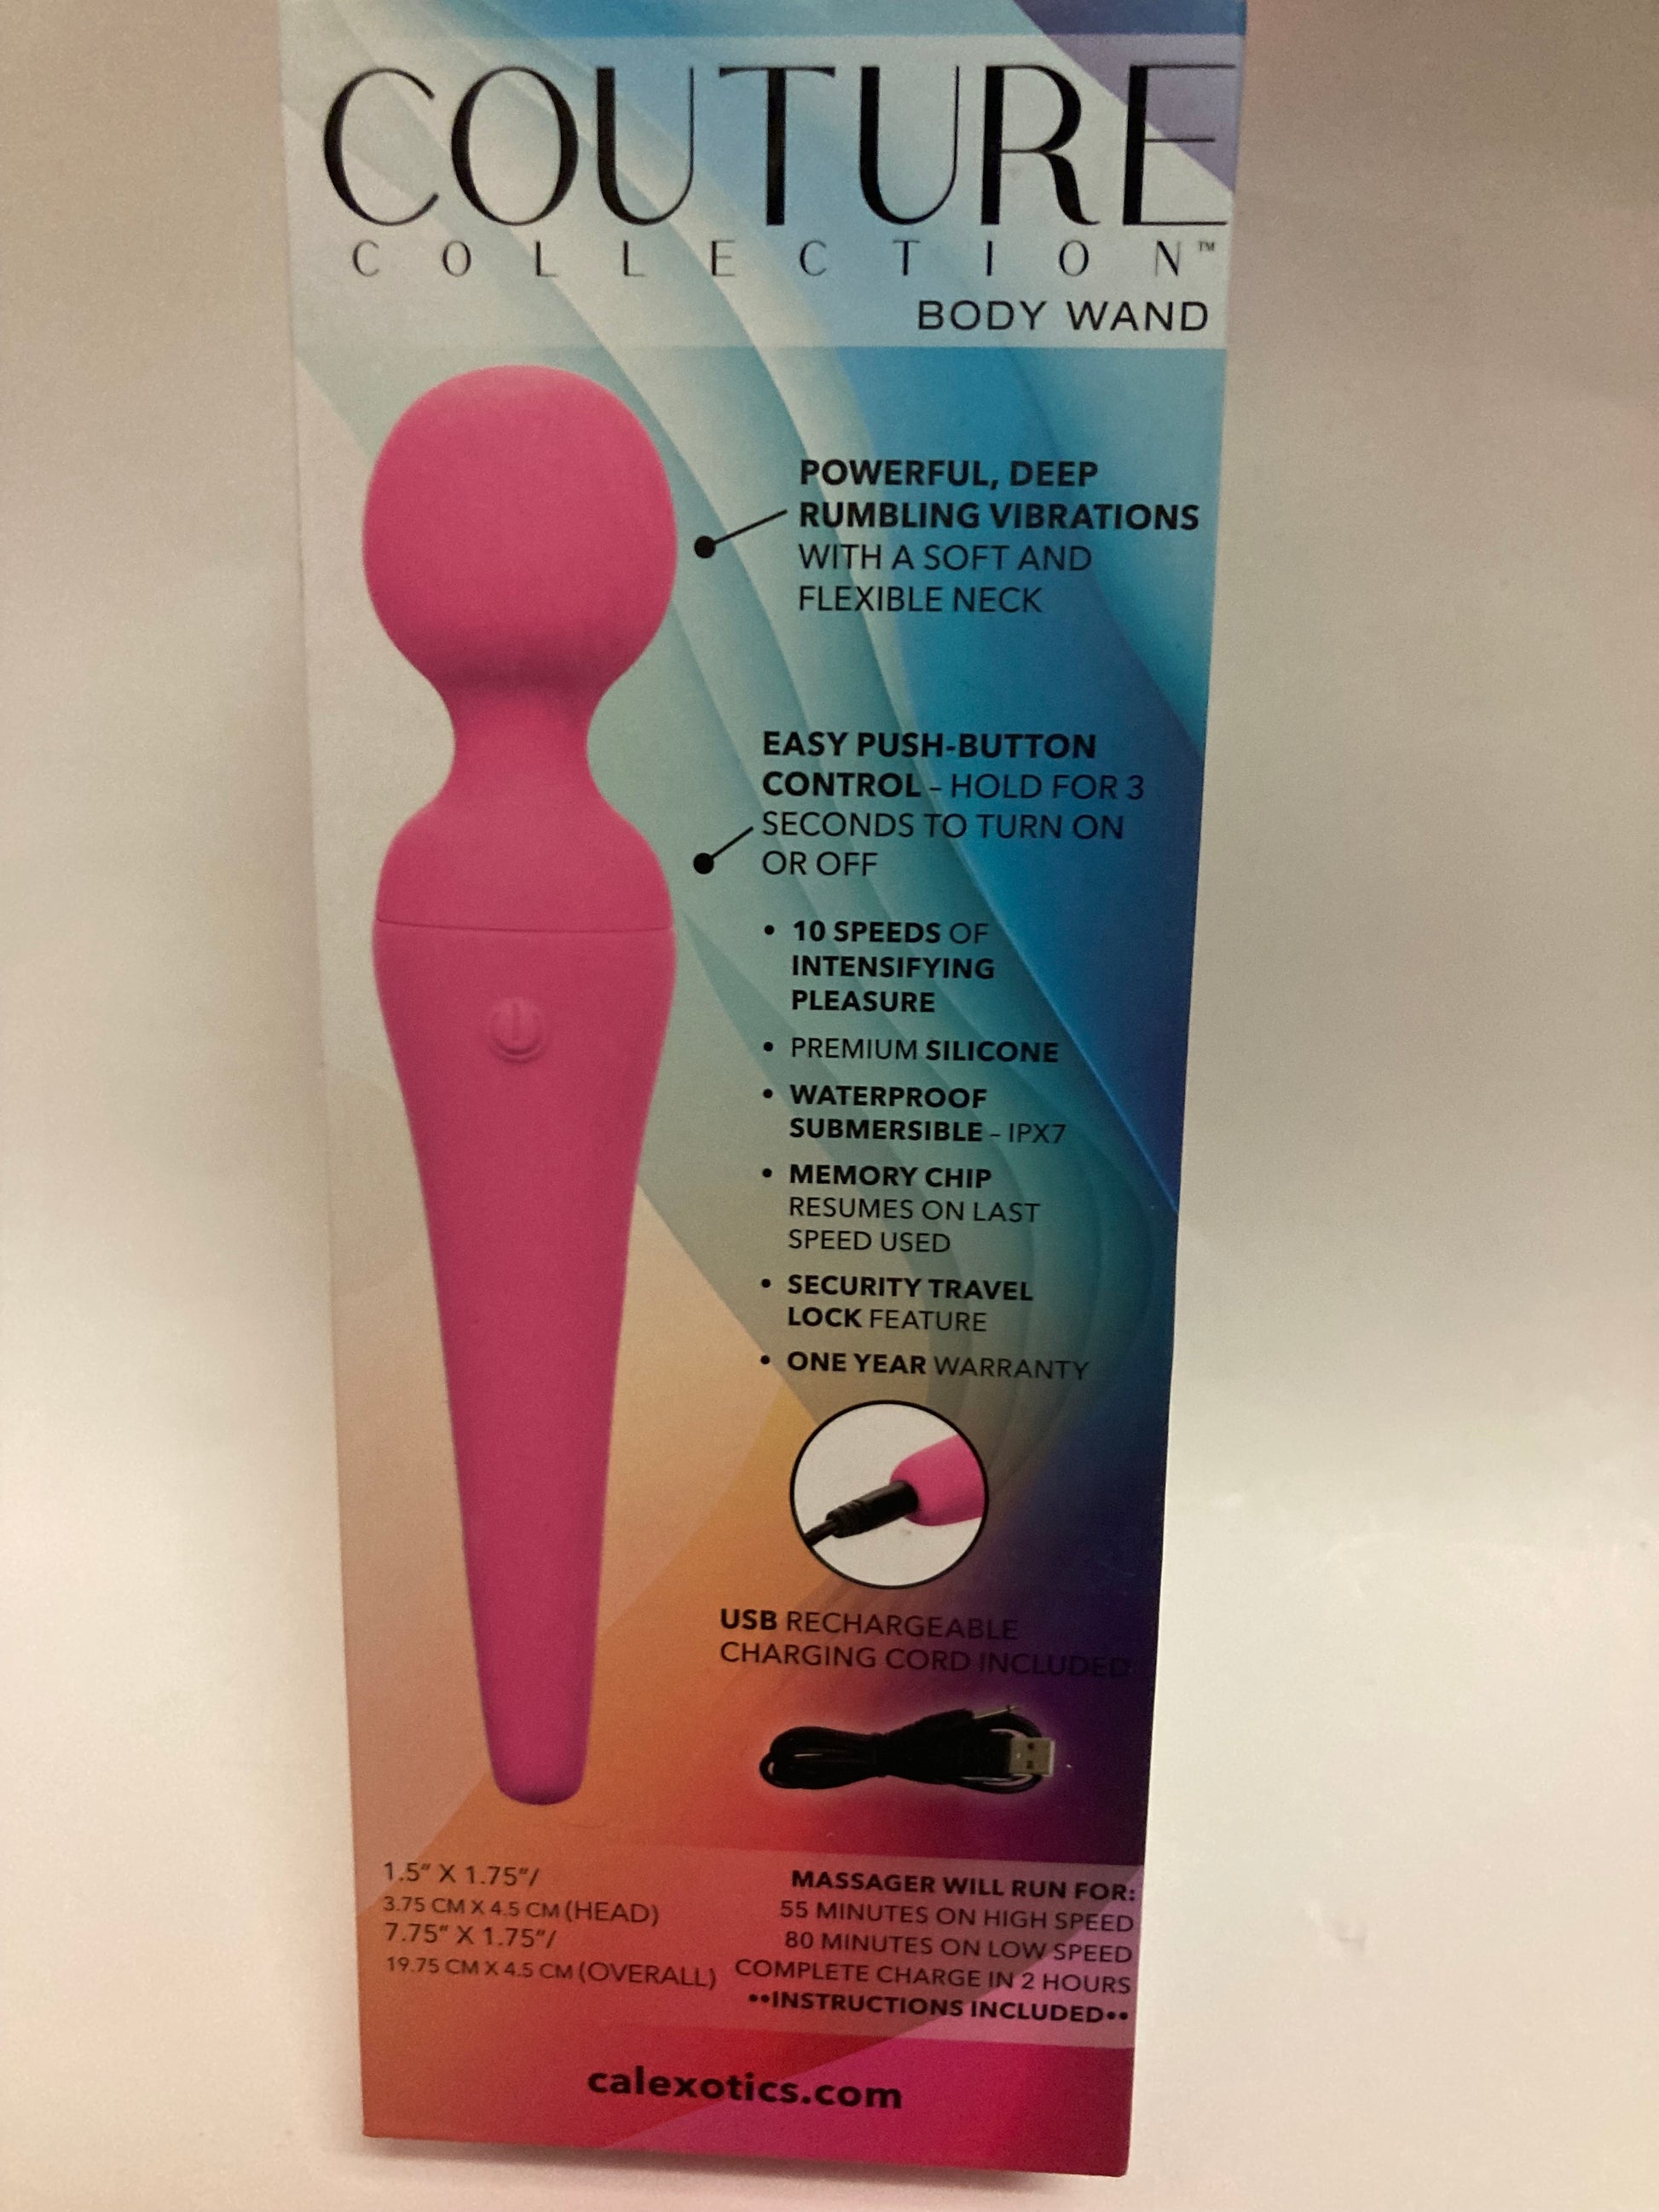 COUTURE
COLLECTION™
BODY WAND
POWERFUL, DEEP
RUMBLING VIBRATIONS
WITH A SOFT AND
FLEXIBLE NECK
EASY PUSH-BUTTON
CONTROL – HOLD FOR 3
SECONDS TO TURN ON
OR OFF
• 10 SPEEDS OF
INTENSIFYING
PLEASURE
• PREMIUM SILICONE
• WATERPROOF
SUBMERSIBLE – IPX7
• MEMORY CHIP
RESUMES ON LAST
SPEED USED
• SECURITY TRAVEL
LOCK FEATURE
• ONE YEAR WARRANTY
USB RECHARGEABLE
CHARGING CORD INCLUDED
1.5" X 1.75"/
3.75 CM X 4.5 CM (HEAD)
7.75" X 1.75"/
19.75 CM X 4.5 CM (OVERALL)
MASSAGER WILL RUN FOR:
55 MINUTES ON HIGH SPEED
80 MINUTES ON LOW SPEED
COMPLETE CHARGE IN 2 HOURS
••INSTRUCTIONS INCLUDED••
calexotics.com